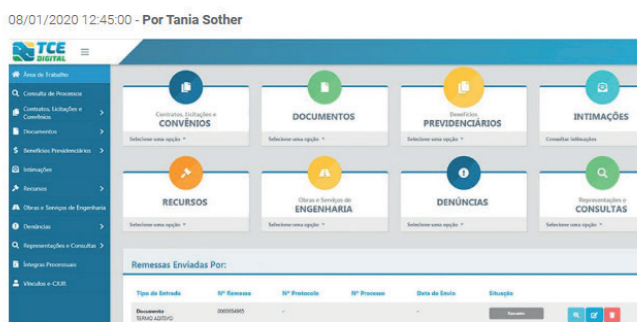 08/01/2020 12:45:00 - Por Tania Sother
TCE
DIGITAL
Área de Trabalho
Consulta de Processos
Contratos, Licitações e
Convênios
Documentos
Benefícios Previdenciários
Intimações
Recursos
Obras e Serviços de Engenharia
Denúncias
Representações e Consultas
Íntegras Processuais
Vínculos e CJUR
Contratos, Licitações e
CONVÊNIOS
Selecione uma opção
DOCUMENTOS
Selecione uma opção
Benefícios
PREVIDENCIÁRIOS
Selecione uma opção
INTIMAÇÕES
Consultar Intimações
RECURSOS
Selecione uma opção
Obras e Serviços de
ENGENHARIA
Selecione uma opção
DENÚNCIAS
Selecione uma opção
Representações e
CONSULTAS
Selecione uma opção
Remessas Enviadas Por:
Tipo de Entrada Nº Remessa Nº Protocolo Nº Processo Data de Envio Situação
Documento
TERMO ADITIVO - -